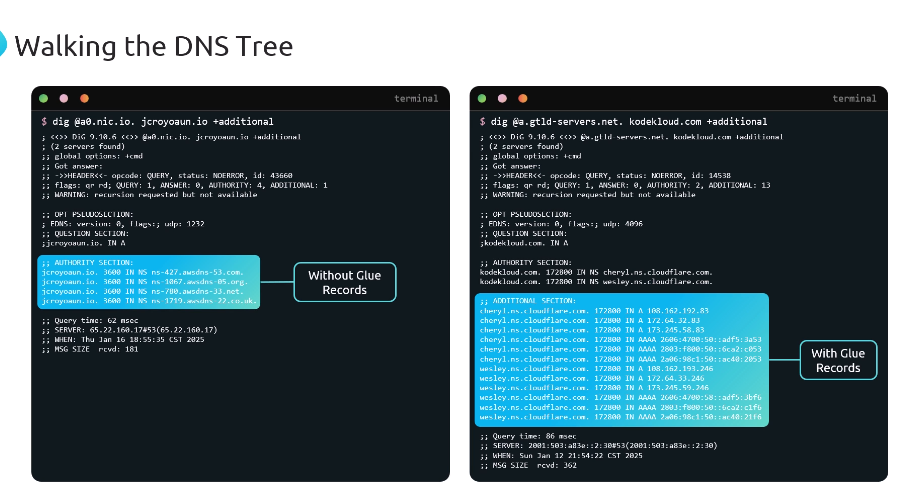 Walking the DNS Tree
terminal
$ dig @a0.nic.io. jcroyoaun.io +additional
; <<>> DiG 9.10.6 <<>> @a0.nic.io. jcroyoaun.io +additional
; (2 servers found)
;; global options: +cmd
;; Got answer:
;; ->>HEADER<<- opcode: QUERY, status: NOERROR, id: 43660
;; flags: qr rd; QUERY: 1, ANSWER: 0, AUTHORITY: 4, ADDITIONAL: 1
;; WARNING: recursion requested but not available
;; OPT PSEUDOSECTION:
; EDNS: version: 0, flags:; udp: 1232
;; QUESTION SECTION:
;jcroyoaun.io. IN A
;; AUTHORITY SECTION:
jcroyoaun.io. 3600 IN NS ns-427.awsdns-53.com.
jcroyoaun.io. 3600 IN NS ns-1067.awsdns-05.org.
jcroyoaun.io. 3600 IN NS ns-780.awsdns-33.net.
jcroyoaun.io. 3600 IN NS ns-1719.awsdns-22.co.uk.
Without Glue
Records
;; Query time: 62 msec
;; SERVER: 65.22.160.17#53(65.22.160.17)
;; WHEN: Thu Jan 16 18:55:35 CST 2025
;; MSG SIZE rcvd: 181
terminal
$ dig @a.gtld-servers.net. kodekloud.com +additional
; <<>> DiG 9.10.6 <<>> @a.gtld-servers.net. kodekloud.com +additional
; (2 servers found)
;; global options: +cmd
;; Got answer:
;; ->>HEADER<<- opcode: QUERY, status: NOERROR, id: 14538
;; flags: qr rd; QUERY: 1, ANSWER: 0, AUTHORITY: 2, ADDITIONAL: 13
;; WARNING: recursion requested but not available
;; OPT PSEUDOSECTION:
; EDNS: version: 0, flags:; udp: 4096
;; QUESTION SECTION:
;kodekloud.com. IN A
;; AUTHORITY SECTION:
kodekloud.com. 172800 IN NS cheryl.ns.cloudflare.com.
kodekloud.com. 172800 IN NS wesley.ns.cloudflare.com.
;; ADDITIONAL SECTION:
cheryl.ns.cloudflare.com. 172800 IN A 108.162.192.83
cheryl.ns.cloudflare.com. 172800 IN A 172.64.32.83
cheryl.ns.cloudflare.com. 172800 IN A 173.245.58.83
cheryl.ns.cloudflare.com. 172800 IN AAAA 2606:4700:50::adf5:3a53
cheryl.ns.cloudflare.com. 172800 IN AAAA 2803:f800:50::6ca2:c053
cheryl.ns.cloudflare.com. 172800 IN AAAA 2a06:98c1:50::ac40:2053
wesley.ns.cloudflare.com. 172800 IN A 108.162.193.246
wesley.ns.cloudflare.com. 172800 IN A 172.64.33.246
wesley.ns.cloudflare.com. 172800 IN A 173.245.59.246
wesley.ns.cloudflare.com. 172800 IN AAAA 2606:4700:50::adf5:3bf6
wesley.ns.cloudflare.com. 172800 IN AAAA 2803:f800:50::6ca2:c1f6
wesley.ns.cloudflare.com. 172800 IN AAAA 2a06:98c1:50::ac40:21f6
With Glue
Records
;; Query time: 86 msec
;; SERVER: 2001:503:a83e::2:30#53(2001:503:a83e::2:30)
;; WHEN: Sun Jan 12 21:54:22 CST 2025
;; MSG SIZE rcvd: 362